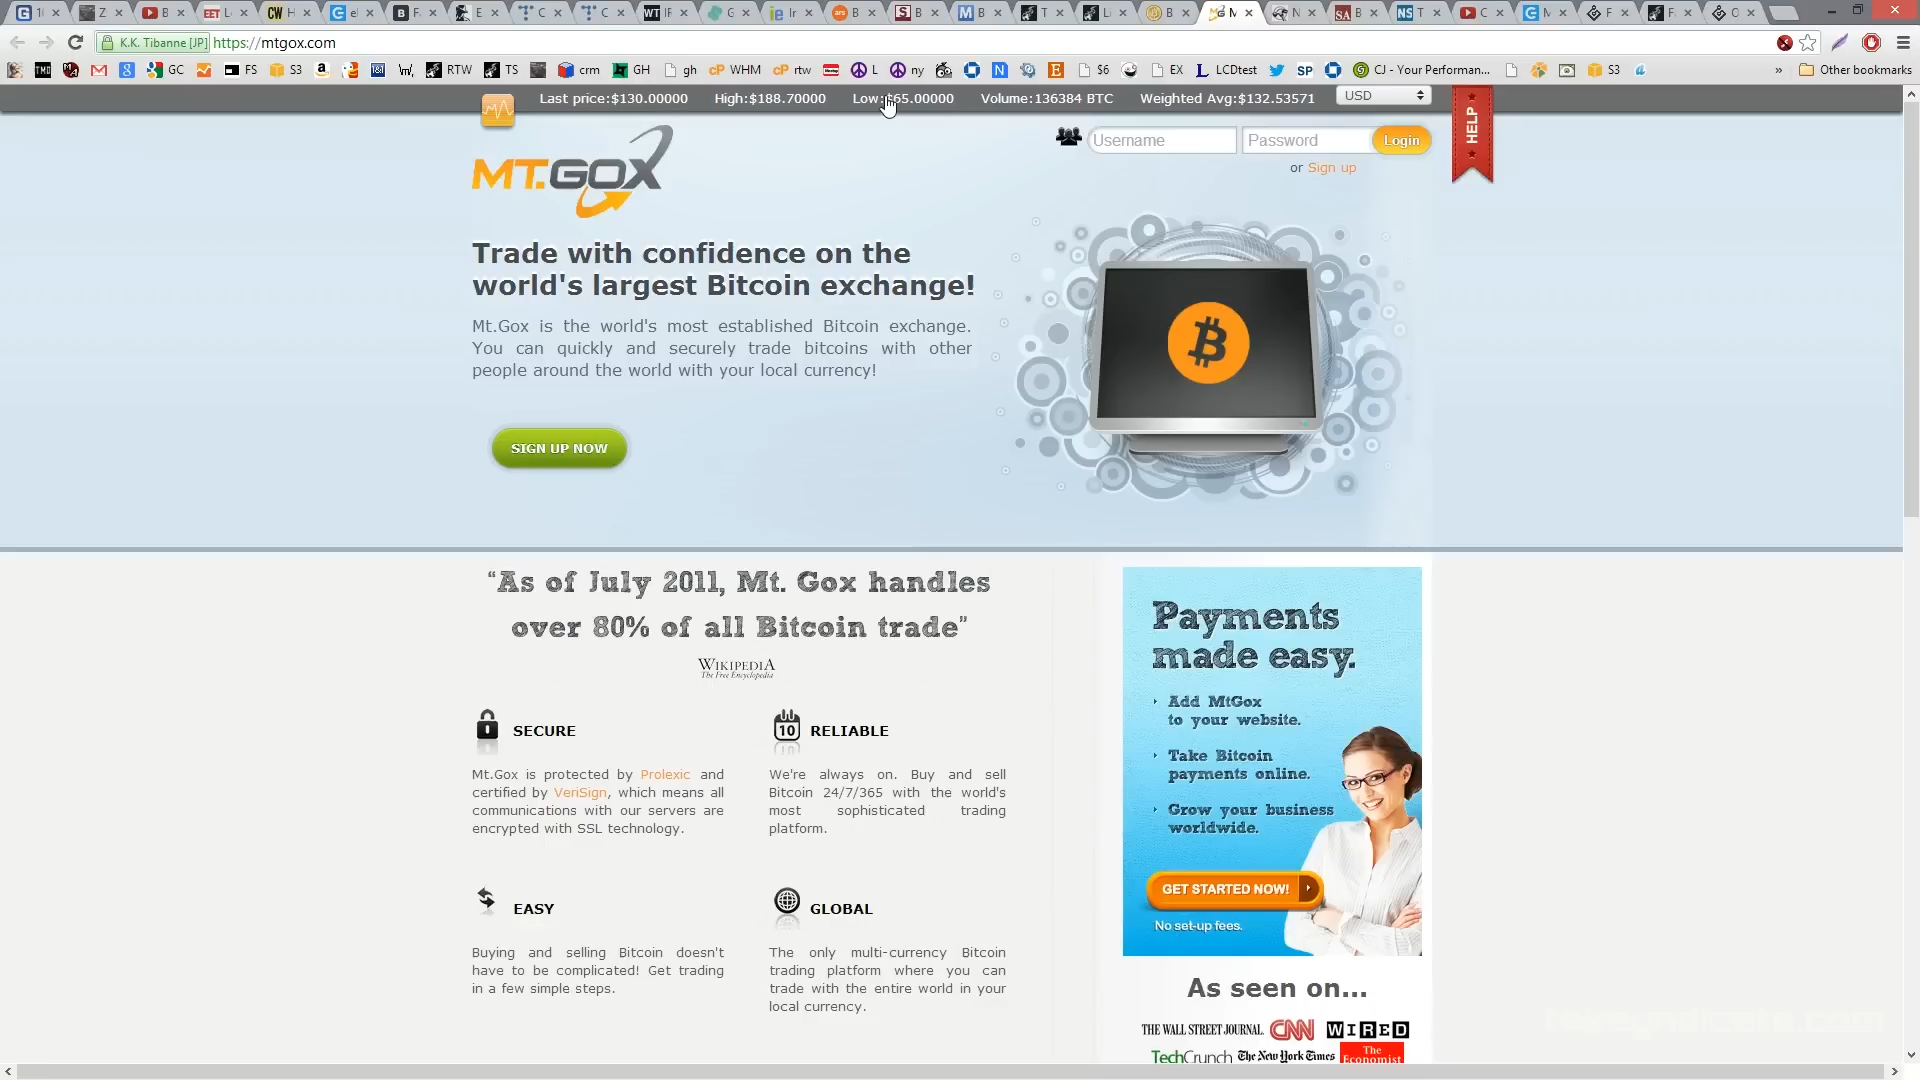 K.K. Tibanne [JP] https://mtgox.com
TMD GC FS S3 RTW TS crm GH gh WHM rtw L ny $6 EX LCDtest CJ - Your Performan... S3 » Other bookmarks
Last price:$130.00000 High:$188.70000 Low:$65.00000 Volume:136384 BTC Weighted Avg:$132.53571 USD
HELP
Username Password Login
or Sign up
MT.GOX
Trade with confidence on the
world's largest Bitcoin exchange!
Mt.Gox is the world's most established Bitcoin exchange.
You can quickly and securely trade bitcoins with other
people around the world with your local currency!
SIGN UP NOW
“As of July 2011, Mt. Gox handles
over 80% of all Bitcoin trade”
WIKIPEDIA
The Free Encyclopedia
SECURE
Mt.Gox is protected by Prolexic and
certified by VeriSign, which means all
communications with our servers are
encrypted with SSL technology.
10 RELIABLE
We're always on. Buy and sell
Bitcoin 24/7/365 with the world's
most sophisticated trading
platform.
EASY
Buying and selling Bitcoin doesn't
have to be complicated! Get trading
in a few simple steps.
GLOBAL
The only multi-currency Bitcoin
trading platform where you can
trade with the entire world in your
local currency.
Payments
made easy.
Add MtGox
to your website.
Take Bitcoin
payments online.
Grow your business
worldwide.
GET STARTED NOW!
No set-up fees.
As seen on...
THE WALL STREET JOURNAL. CNN WIRED
TechCrunch The New York Times The Economist